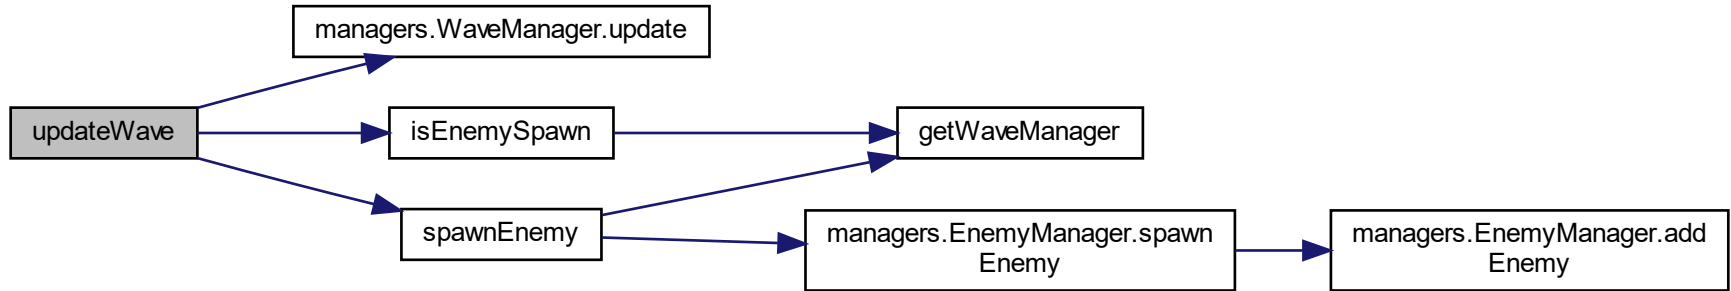 managers.WaveManager.update
updateWave
isEnemySpawn
getWaveManager
spawnEnemy
managers.EnemyManager.spawn
Enemy
managers.EnemyManager.add
Enemy